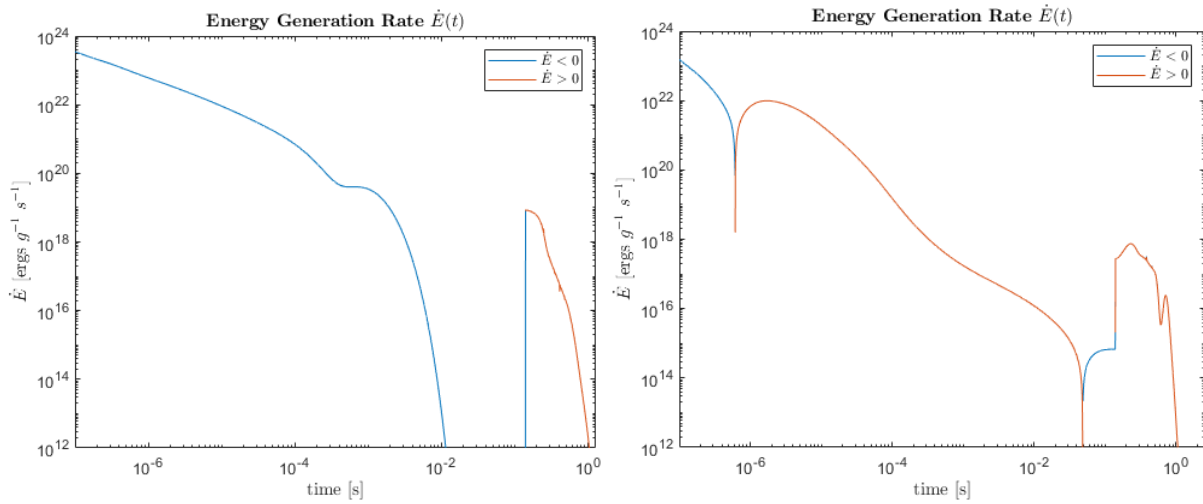 Energy Generation Rate Ė(t)
10^24
10^22
10^20
10^18
10^16
10^14
10^12
Ė [ergs g^-1 s^-1]
Ė < 0
Ė > 0
10^-6
10^-4
10^-2
10^0
time [s]
Energy Generation Rate Ė(t)
10^24
10^22
10^20
10^18
10^16
10^14
10^12
Ė [ergs g^-1 s^-1]
Ė < 0
Ė > 0
10^-6
10^-4
10^-2
10^0
time [s]